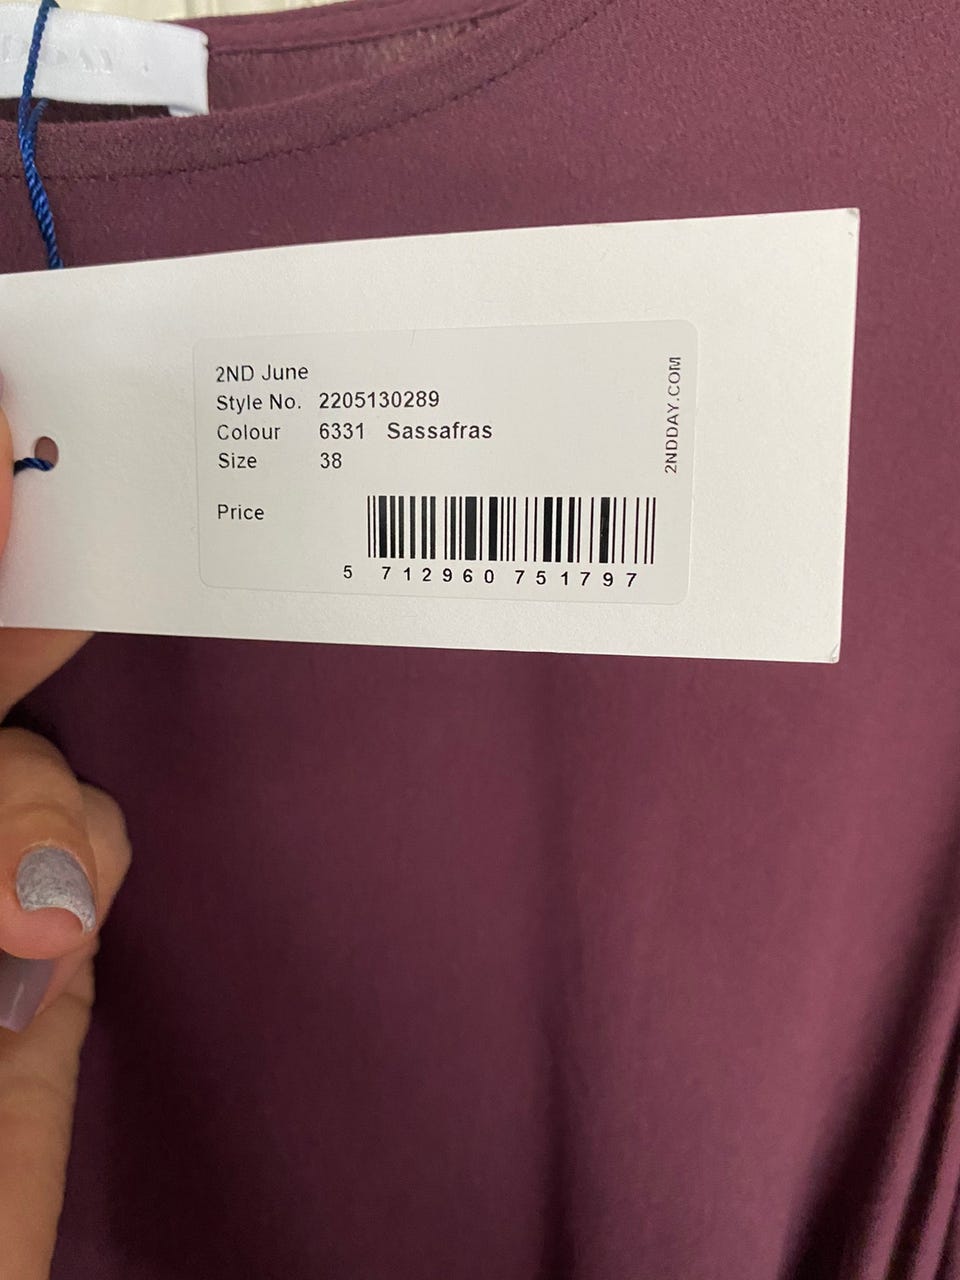 2ND June
Style No. 2205130289
Colour 6331 Sassafras
Size 38
Price
5 712960 751797
2NDDAY.COM